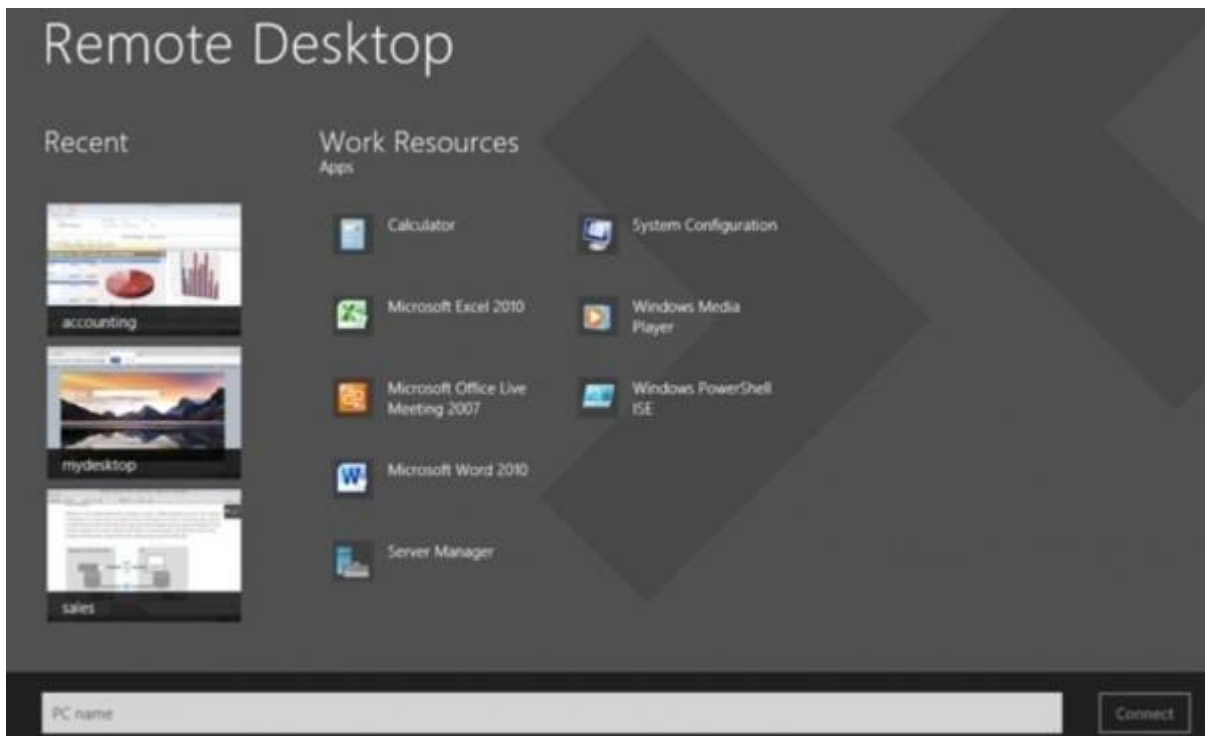 Remote Desktop
Recent
accounting
mydesktop
sales
Work Resources
Apps
Calculator
Microsoft Excel 2010
Microsoft Office Live
Meeting 2007
Microsoft Word 2010
Server Manager
System Configuration
Windows Media
Player
Windows PowerShell
ISE
PC name
Connect